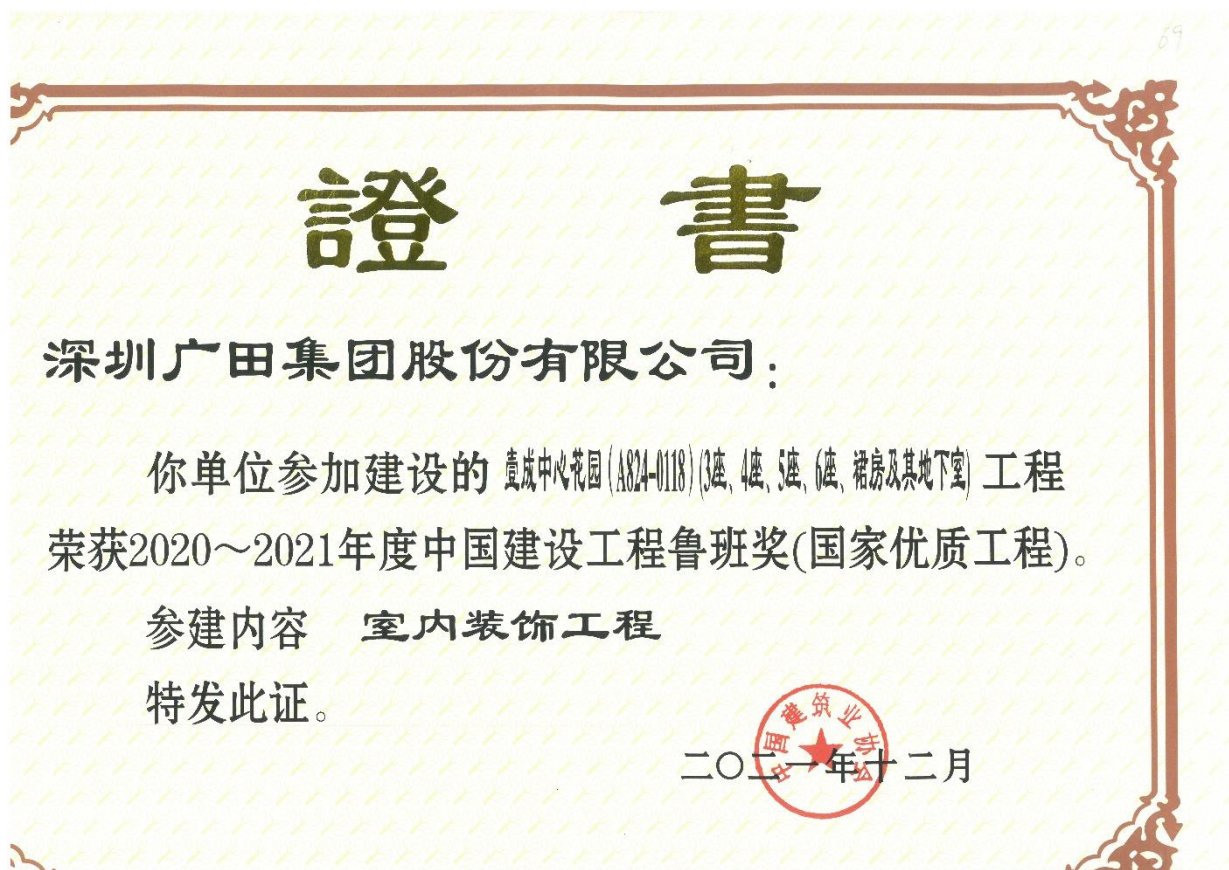 69
證 書
深圳广田集团股份有限公司：
你单位参加建设的 壹成中心花园(A824-0118)(3座、4座、5座、6座、裙房及其地下室)工程
荣获2020～2021年度中国建设工程鲁班奖(国家优质工程)。
参建内容 室内装饰工程
特发此证。
中国建筑业协会
二〇二一年十二月